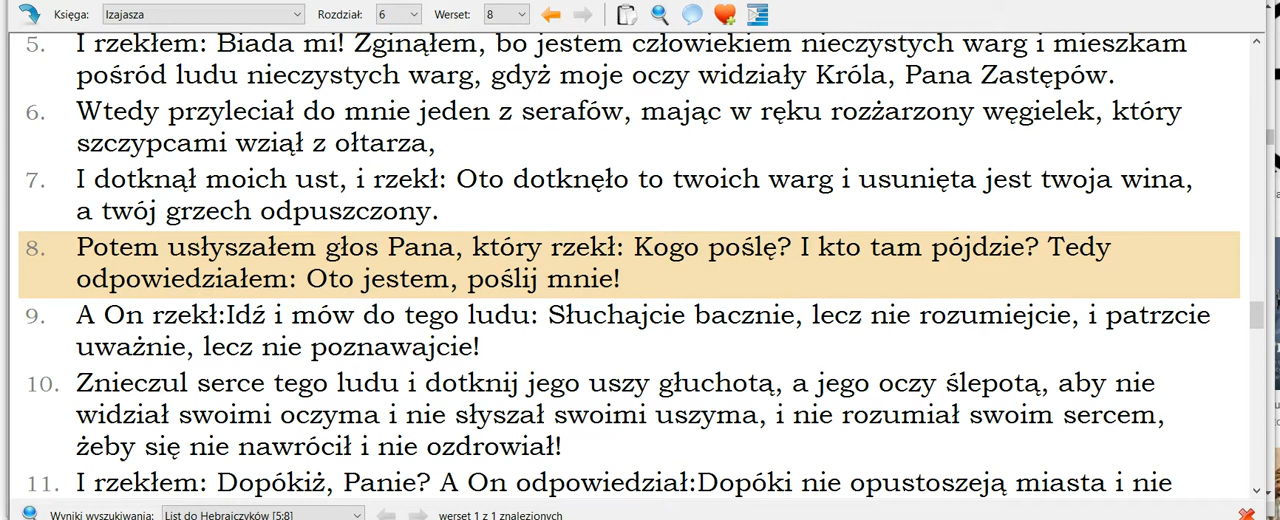 Księga: Izajasza Rozdział: 6 Werset: 8
5. I rzekłem: Biada mi! Zginąłem, bo jestem człowiekiem nieczystych warg i mieszkam
pośród ludu nieczystych warg, gdyż moje oczy widziały Króla, Pana Zastępów.
6. Wtedy przyleciał do mnie jeden z serafów, mając w ręku rozżarzony węgielek, który
szczypcami wziął z ołtarza,
7. I dotknął moich ust, i rzekł: Oto dotknęło to twoich warg i usunięta jest twoja wina,
a twój grzech odpuszczony.
8. Potem usłyszałem głos Pana, który rzekł: Kogo poślę? I kto tam pójdzie? Tedy
odpowiedziałem: Oto jestem, poślij mnie!
9. A On rzekł:Idź i mów do tego ludu: Słuchajcie bacznie, lecz nie rozumiejcie, i patrzcie
uważnie, lecz nie poznawajcie!
10. Znieczul serce tego ludu i dotknij jego uszy głuchotą, a jego oczy ślepotą, aby nie
widział swoimi oczyma i nie słyszał swoimi uszyma, i nie rozumiał swoim sercem,
żeby się nie nawrócił i nie ozdrowiał!
11. I rzekłem: Dopókiż, Panie? A On odpowiedział:Dopóki nie opustoszeją miasta i nie
Wyniki wyszukiwania: List do Hebrajczyków [5:8] werset 1 z 1 znalezionych